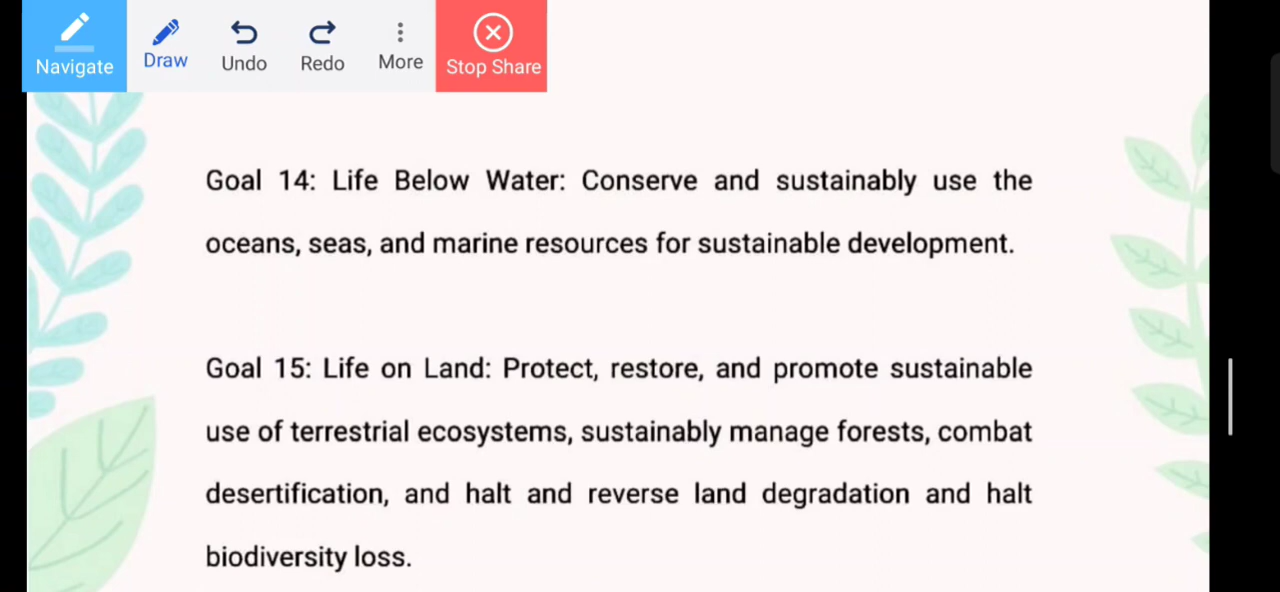 Navigate Draw Undo Redo More Stop Share
Goal 14: Life Below Water: Conserve and sustainably use the
oceans, seas, and marine resources for sustainable development.
Goal 15: Life on Land: Protect, restore, and promote sustainable
use of terrestrial ecosystems, sustainably manage forests, combat
desertification, and halt and reverse land degradation and halt
biodiversity loss.